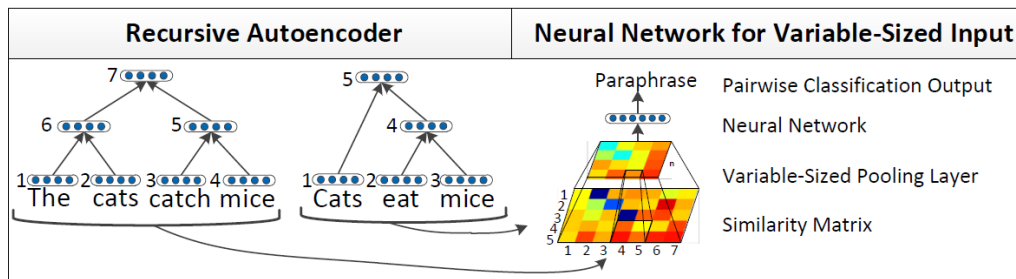 Recursive Autoencoder
Neural Network for Variable-Sized Input
7
5
Paraphrase
Pairwise Classification Output
6
5
4
Neural Network
n
Variable-Sized Pooling Layer
1 2 3 4
1 2 3
The cats catch mice
Cats eat mice
1
2
3
4
5
Similarity Matrix
1 2 3 4 5 6 7